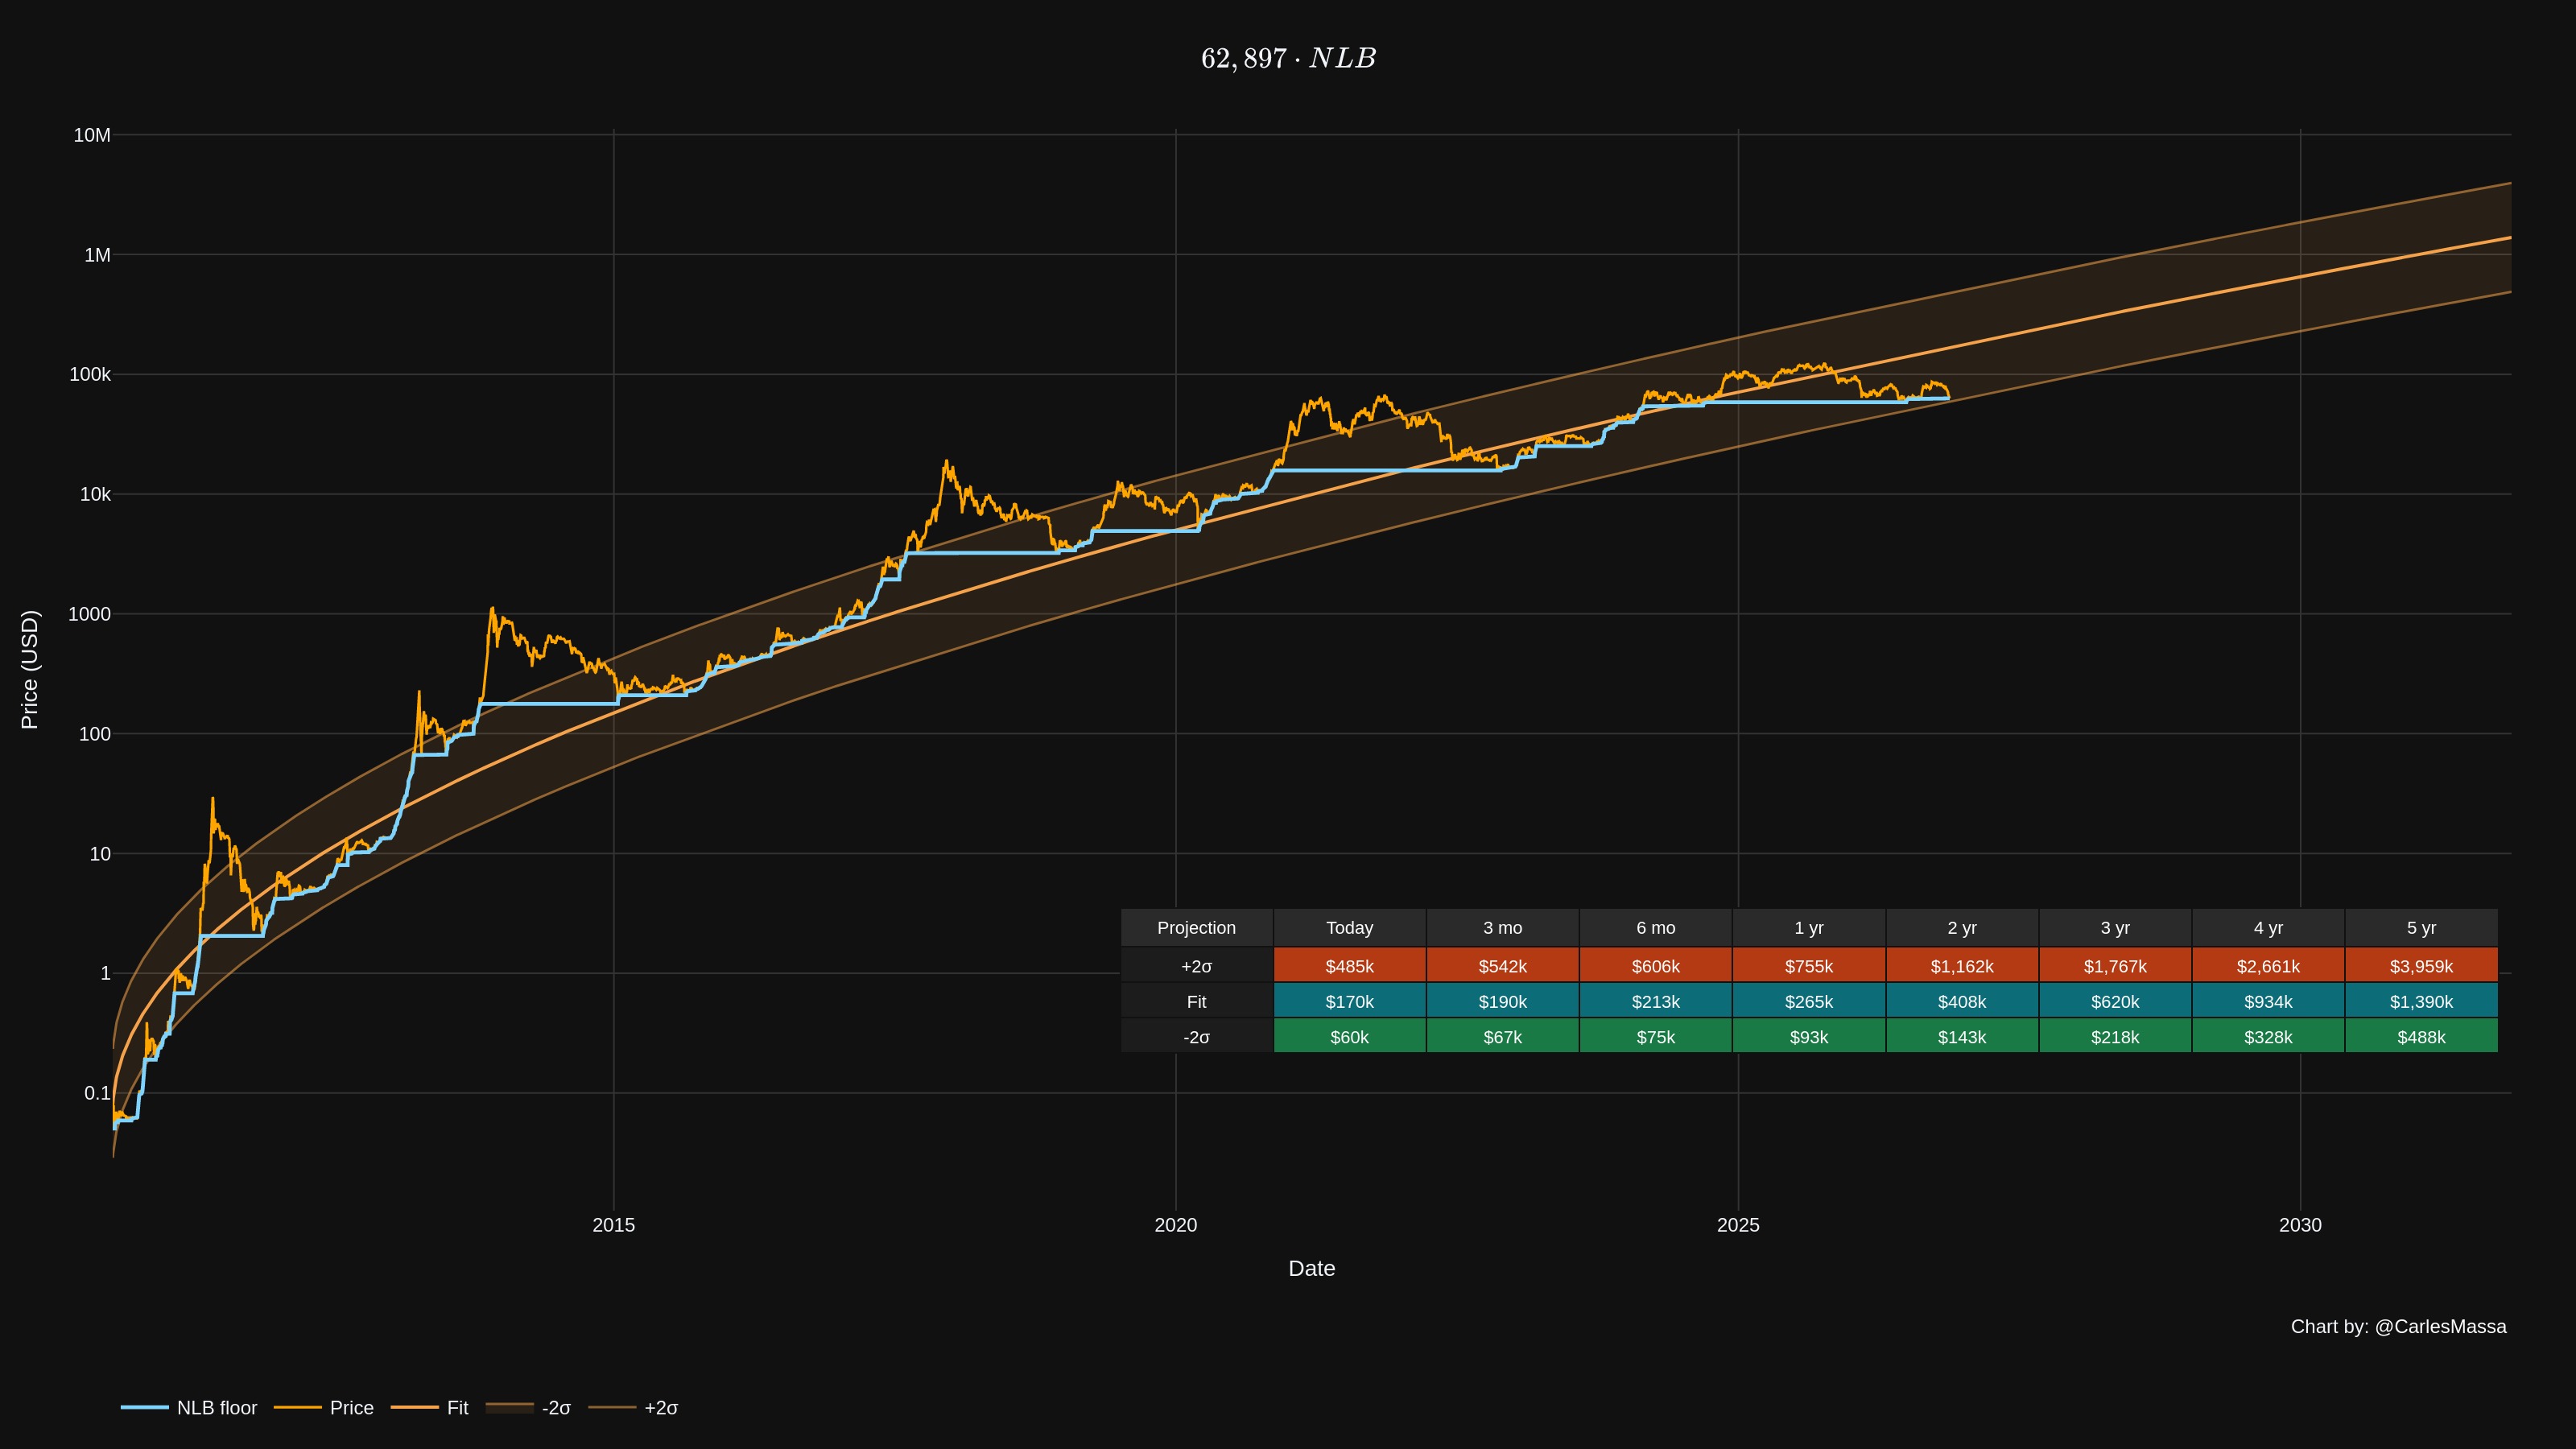 62,897 · NLB
10M
1M
100k
10k
1000
100
10
1
0.1
Price (USD)
Projection Today 3 mo 6 mo 1 yr 2 yr 3 yr 4 yr 5 yr
+2σ $485k $542k $606k $755k $1,162k $1,767k $2,661k $3,959k
Fit $170k $190k $213k $265k $408k $620k $934k $1,390k
-2σ $60k $67k $75k $93k $143k $218k $328k $488k
2015 2020 2025 2030
Date
Chart by: @CarlesMassa
NLB floor Price Fit -2σ +2σ